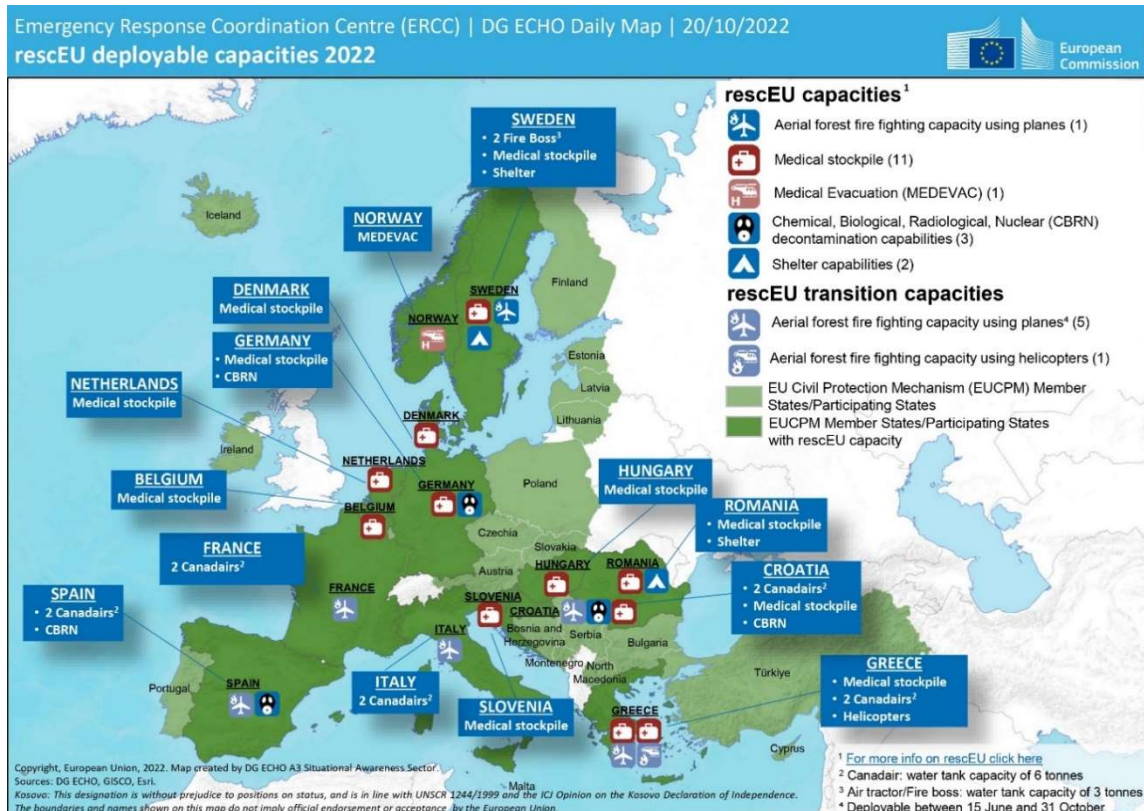 Emergency Response Coordination Centre (ERCC) | DG ECHO Daily Map | 20/10/2022
rescEU deployable capacities 2022
European
Commission
rescEU capacities¹
Aerial forest fire fighting capacity using planes (1)
Medical stockpile (11)
Medical Evacuation (MEDEVAC) (1)
Chemical, Biological, Radiological, Nuclear (CBRN)
decontamination capabilities (3)
Shelter capabilities (2)
rescEU transition capacities
Aerial forest fire fighting capacity using planes⁴ (5)
Aerial forest fire fighting capacity using helicopters (1)
EU Civil Protection Mechanism (EUCPM) Member
States/Participating States
EUCPM Member States/Participating States
with rescEU capacity
SWEDEN
• 2 Fire Boss³
• Medical stockpile
• Shelter
NORWAY
MEDEVAC
DENMARK
Medical stockpile
GERMANY
• Medical stockpile
• CBRN
NETHERLANDS
Medical stockpile
BELGIUM
Medical stockpile
FRANCE
2 Canadairs²
SPAIN
• 2 Canadairs²
• CBRN
ITALY
2 Canadairs²
SLOVENIA
Medical stockpile
HUNGARY
Medical stockpile
ROMANIA
• Medical stockpile
• Shelter
CROATIA
• 2 Canadairs²
• Medical stockpile
• CBRN
GREECE
• Medical stockpile
• 2 Canadairs²
• Helicopters
Iceland
Finland
SWEDEN
NORWAY
H
Estonia
Latvia
Lithuania
DENMARK
Ireland
NETHERLANDS
GERMANY
Poland
BELGIUM
Czechia
Slovakia
Austria
HUNGARY
ROMANIA
FRANCE
SLOVENIA
CROATIA
ITALY
Bosnia and
Herzegovina
Serbia
Bulgaria
Montenegro
North
Macedonia
Türkiye
Portugal
SPAIN
GREECE
Cyprus
Malta
Copyright, European Union, 2022. Map created by DG ECHO A3 Situational Awareness Sector.
Sources: DG ECHO, GISCO, Esri.
Kosovo: This designation is without prejudice to positions on status, and is in line with UNSCR 1244/1999 and the ICJ Opinion on the Kosovo Declaration of Independence.
The boundaries and names shown on this map do not imply official endorsement or acceptance by the European Union.
¹ For more info on rescEU click here
² Canadair: water tank capacity of 6 tonnes
³ Air tractor/Fire boss: water tank capacity of 3 tonnes
⁴ Deployable between 15 June and 31 October